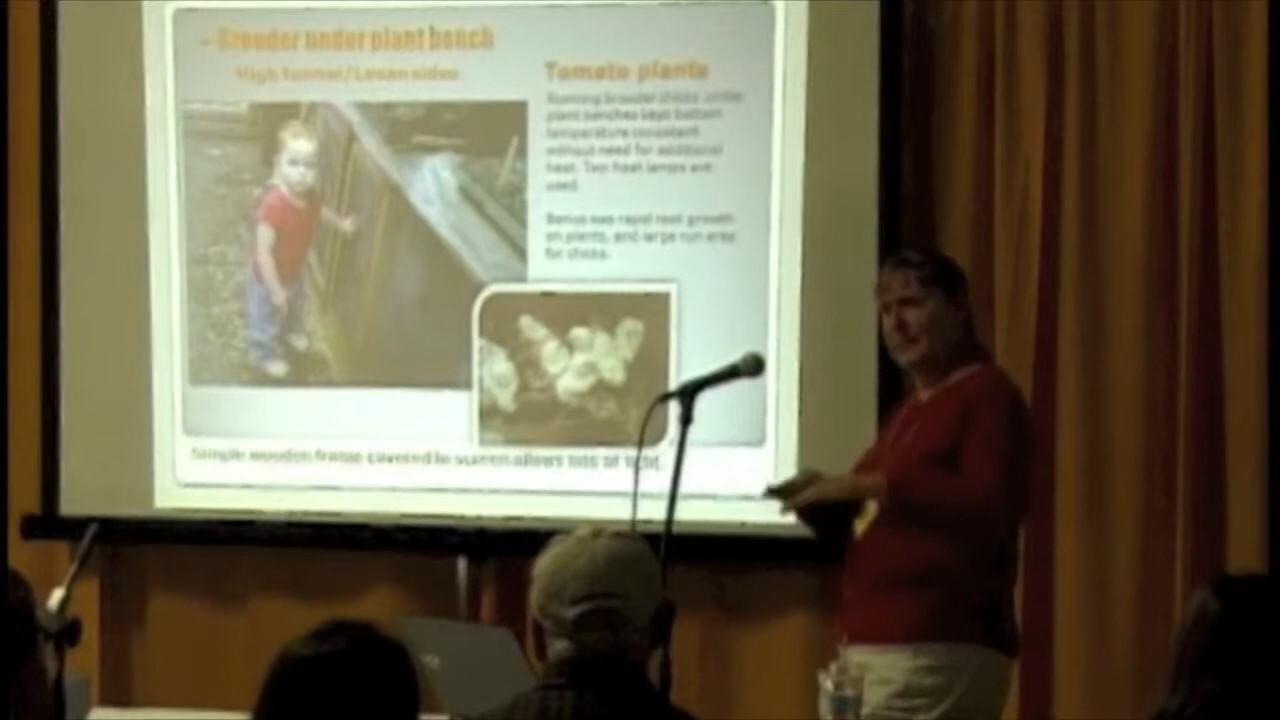 - Brooder under plant bench
High tunnel/Lexan sides
Tomato plants
Running brooder chicks under
plant benches kept bottom
temperature consistent
without need for additional
heat. Two heat lamps are
used.
Bonus was rapid root growth
on plants, and large run area
for chicks.
Simple wooden frame covered in screen allows lots of light.